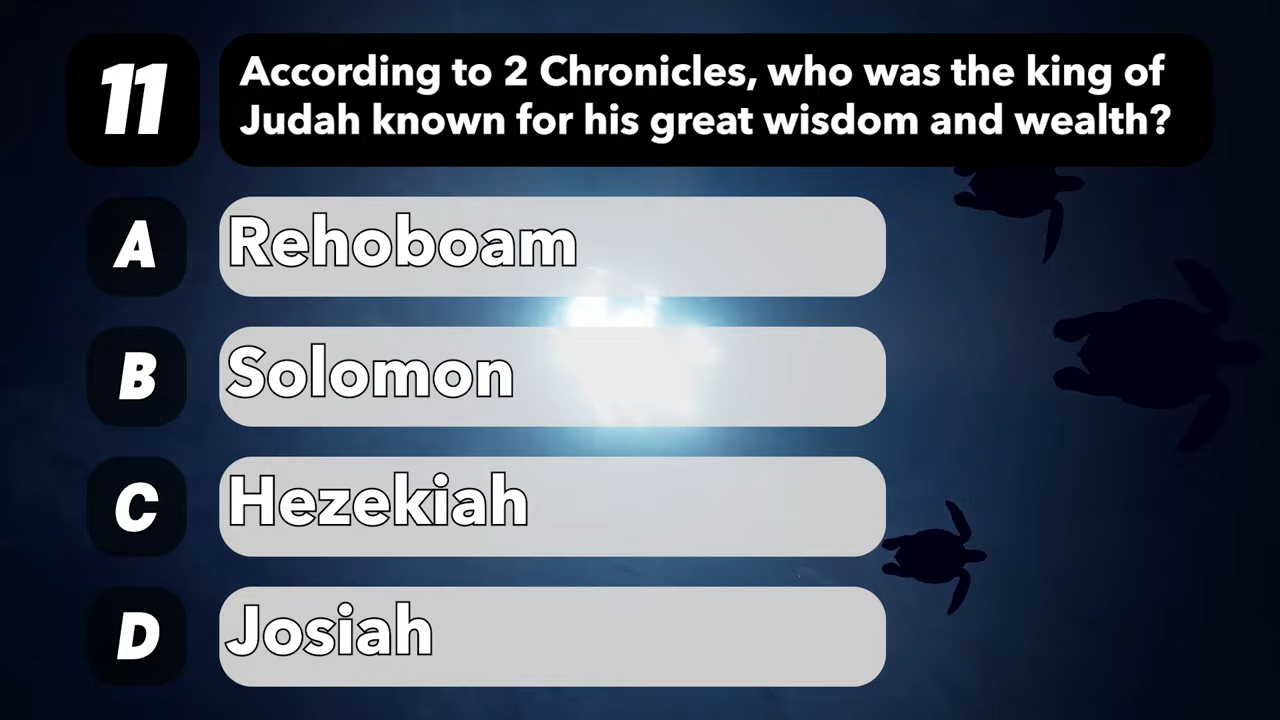 11
According to 2 Chronicles, who was the king of
Judah known for his great wisdom and wealth?
A
Rehoboam
B
Solomon
C
Hezekiah
D
Josiah